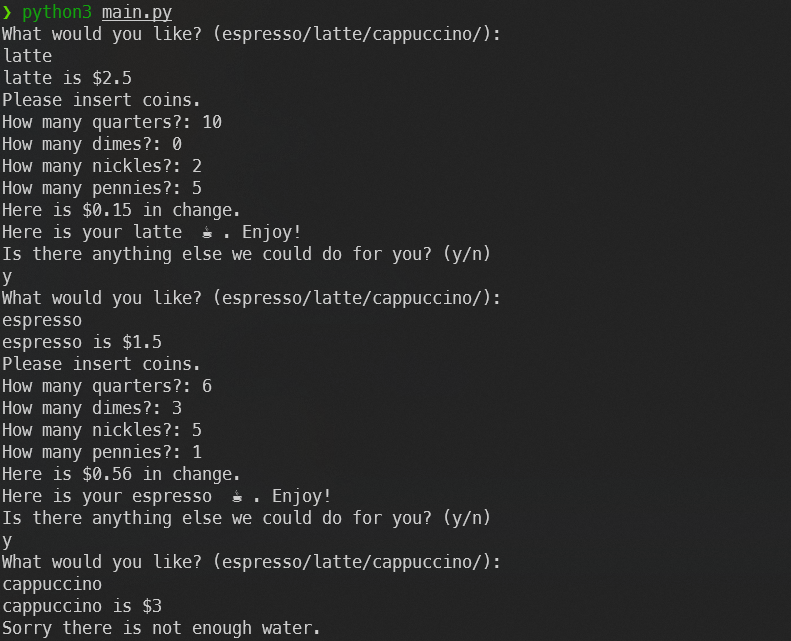 ❯ python3 main.py
What would you like? (espresso/latte/cappuccino/):
latte
latte is $2.5
Please insert coins.
How many quarters?: 10
How many dimes?: 0
How many nickles?: 2
How many pennies?: 5
Here is $0.15 in change.
Here is your latte ☕ . Enjoy!
Is there anything else we could do for you? (y/n)
y
What would you like? (espresso/latte/cappuccino/):
espresso
espresso is $1.5
Please insert coins.
How many quarters?: 6
How many dimes?: 3
How many nickles?: 5
How many pennies?: 1
Here is $0.56 in change.
Here is your espresso ☕ . Enjoy!
Is there anything else we could do for you? (y/n)
y
What would you like? (espresso/latte/cappuccino/):
cappuccino
cappuccino is $3
Sorry there is not enough water.